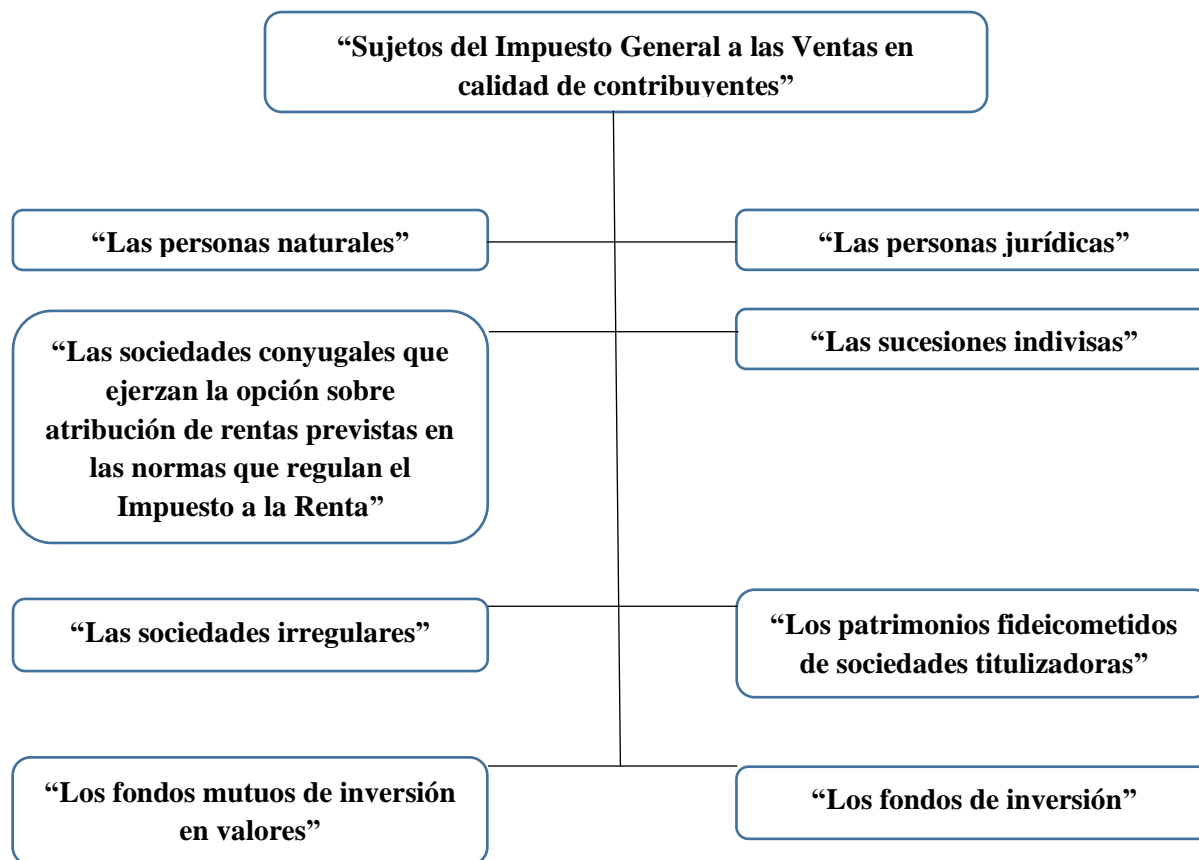 “Sujetos del Impuesto General a las Ventas en
calidad de contribuyentes”
“Las personas naturales”
“Las personas jurídicas”
“Las sociedades conyugales que
ejerzan la opción sobre
atribución de rentas previstas en
las normas que regulan el
Impuesto a la Renta”
“Las sucesiones indivisas”
“Las sociedades irregulares”
“Los patrimonios fideicometidos
de sociedades titulizadoras”
“Los fondos mutuos de inversión
en valores”
“Los fondos de inversión”